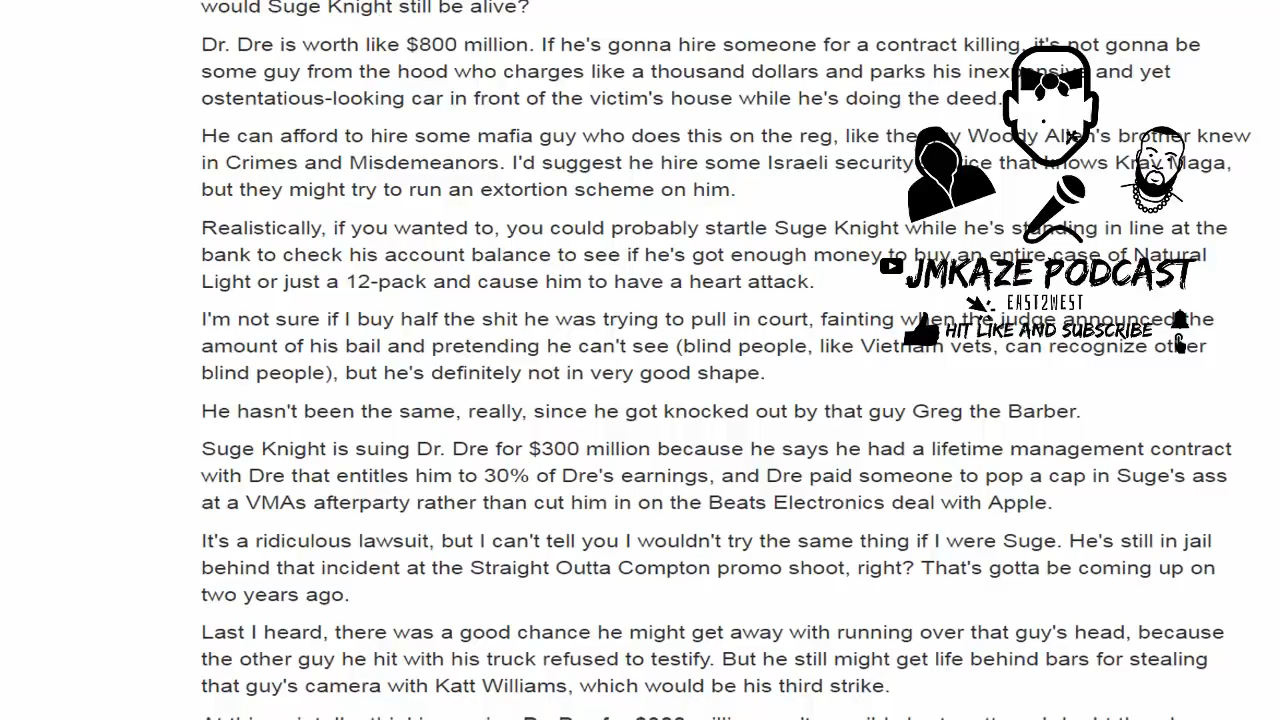 would Suge Knight still be alive?
Dr. Dre is worth like $800 million. If he's gonna hire someone for a contract killing, it's not gonna be
some guy from the hood who charges like a thousand dollars and parks his inexpensive and yet
ostentatious-looking car in front of the victim's house while he's doing the deed.
He can afford to hire some mafia guy who does this on the reg, like the guy Woody Allen's brother knew
in Crimes and Misdemeanors. I'd suggest he hire some Israeli security service that knows Krav Maga,
but they might try to run an extortion scheme on him.
Realistically, if you wanted to, you could probably startle Suge Knight while he's standing in line at the
bank to check his account balance to see if he's got enough money to buy an entire case of Natural
Light or just a 12-pack and cause him to have a heart attack.
I'm not sure if I buy half the shit he was trying to pull in court, fainting when the judge announced the
amount of his bail and pretending he can't see (blind people, like Vietnam vets, can recognize other
blind people), but he's definitely not in very good shape.
He hasn't been the same, really, since he got knocked out by that guy Greg the Barber.
Suge Knight is suing Dr. Dre for $300 million because he says he had a lifetime management contract
with Dre that entitles him to 30% of Dre's earnings, and Dre paid someone to pop a cap in Suge's ass
at a VMAs afterparty rather than cut him in on the Beats Electronics deal with Apple.
It's a ridiculous lawsuit, but I can't tell you I wouldn't try the same thing if I were Suge. He's still in jail
behind that incident at the Straight Outta Compton promo shoot, right? That's gotta be coming up on
two years ago.
Last I heard, there was a good chance he might get away with running over that guy's head, because
the other guy he hit with his truck refused to testify. But he still might get life behind bars for stealing
that guy's camera with Katt Williams, which would be his third strike.
JMKAZE PODCAST
EAST2WEST
HIT LIKE AND SUBSCRIBE